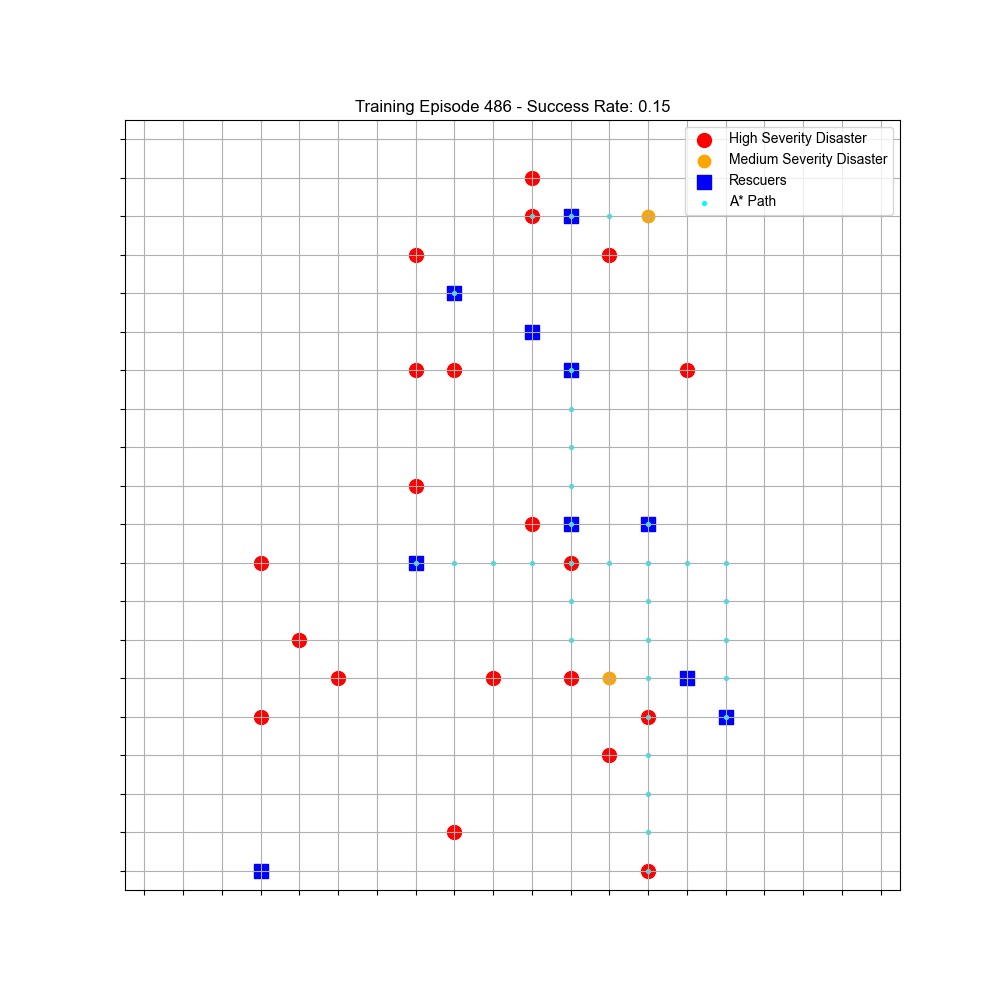 Training Episode 486 - Success Rate: 0.15
High Severity Disaster
Medium Severity Disaster
Rescuers
A* Path